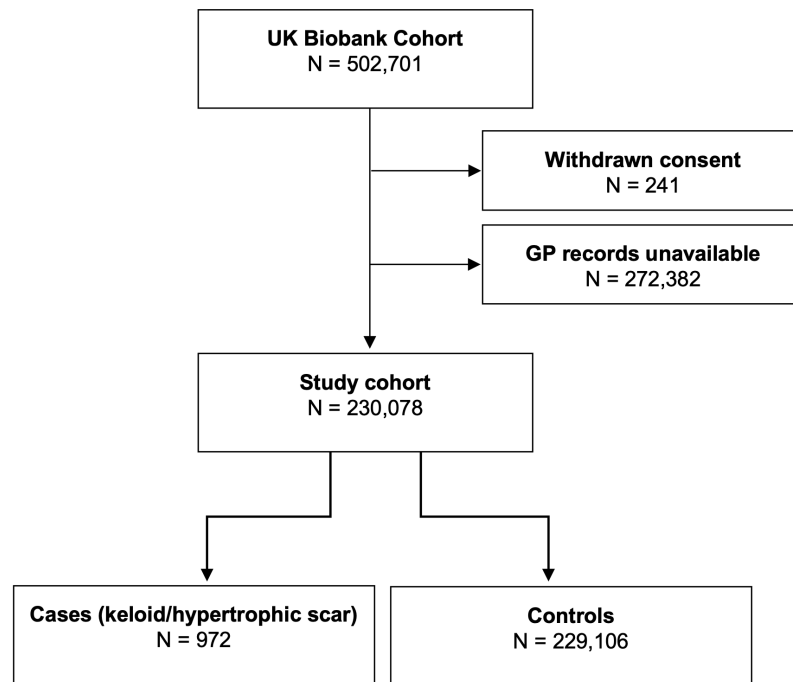 UK Biobank Cohort
N = 502,701
Withdrawn consent
N = 241
GP records unavailable
N = 272,382
Study cohort
N = 230,078
Cases (keloid/hypertrophic scar)
N = 972
Controls
N = 229,106